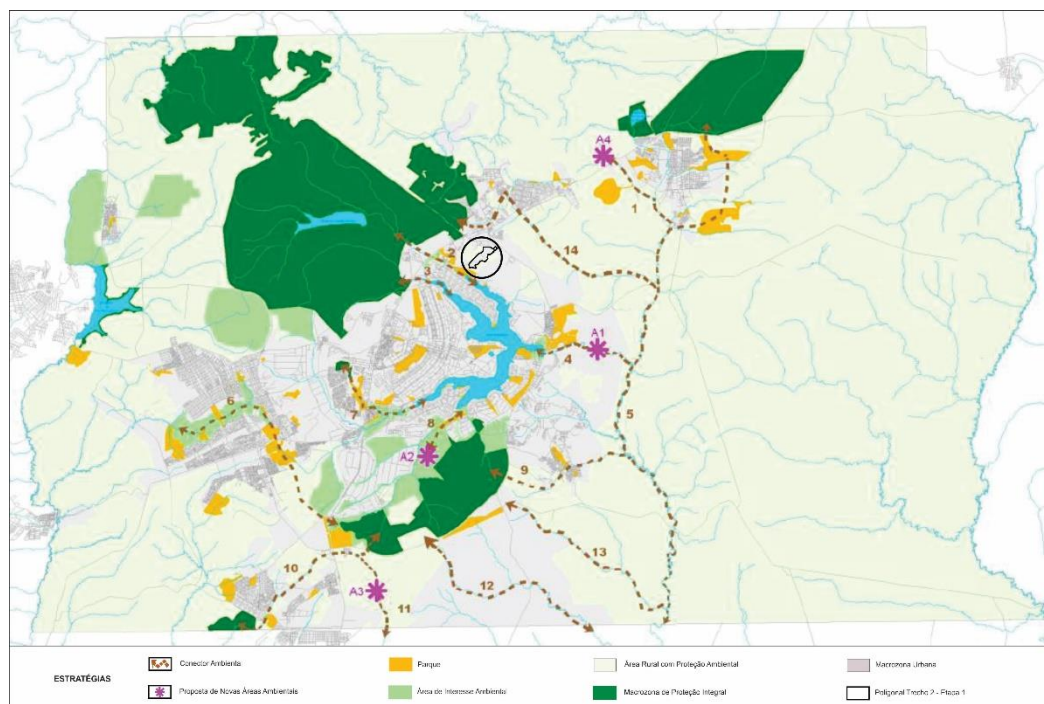 A4
1
14
2
3
A1
4
5
6
7
8
A2
9
10
13
12
A3
11
ESTRATÉGIAS
Conector Ambiental
Parque
Área Rural com Proteção Ambiental
Macrozona Urbana
Proposta de Novas Áreas Ambientais
Área de Interesse Ambiental
Macrozona de Proteção Integral
Poligonal Trecho 2 - Etapa 1